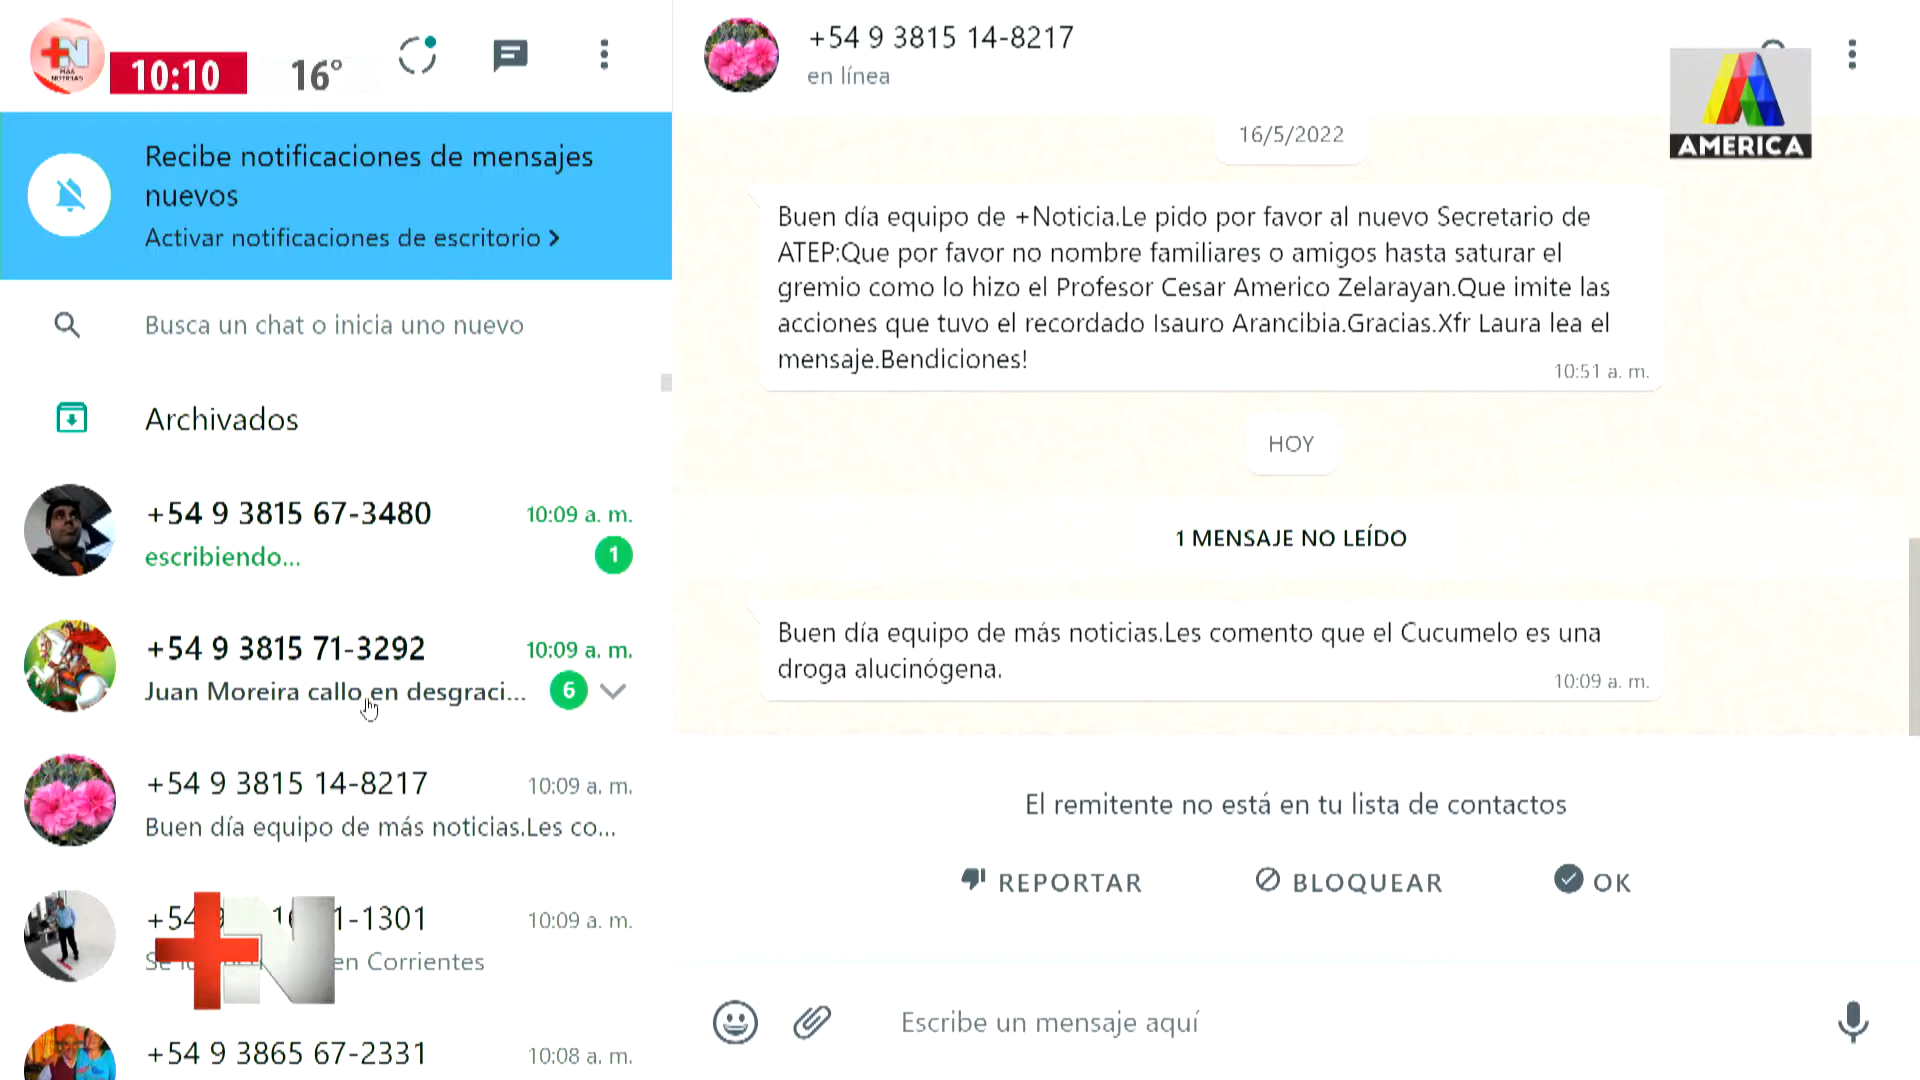 +N
MÁS
NOTICIAS
10:10
16°
Recibe notificaciones de mensajes
nuevos
Activar notificaciones de escritorio >
Busca un chat o inicia uno nuevo
Archivados
+54 9 3815 67-3480
10:09 a. m.
escribiendo...
1
+54 9 3815 71-3292
10:09 a. m.
Juan Moreira callo en desgraci...
6
+54 9 3815 14-8217
10:09 a. m.
Buen día equipo de más noticias.Les co...
+54 9 1-1301
10:09 a. m.
en Corrientes
+N
+54 9 3865 67-2331
10:08 a. m.
+54 9 3815 14-8217
en línea
AMERICA
16/5/2022
Buen día equipo de +Noticia.Le pido por favor al nuevo Secretario de
ATEP:Que por favor no nombre familiares o amigos hasta saturar el
gremio como lo hizo el Profesor Cesar Americo Zelarayan.Que imite las
acciones que tuvo el recordado Isauro Arancibia.Gracias.Xfr Laura lea el
mensaje.Bendiciones!
10:51 a. m.
HOY
1 MENSAJE NO LEÍDO
Buen día equipo de más noticias.Les comento que el Cucumelo es una
droga alucinógena.
10:09 a. m.
El remitente no está en tu lista de contactos
REPORTAR
BLOQUEAR
OK
Escribe un mensaje aquí